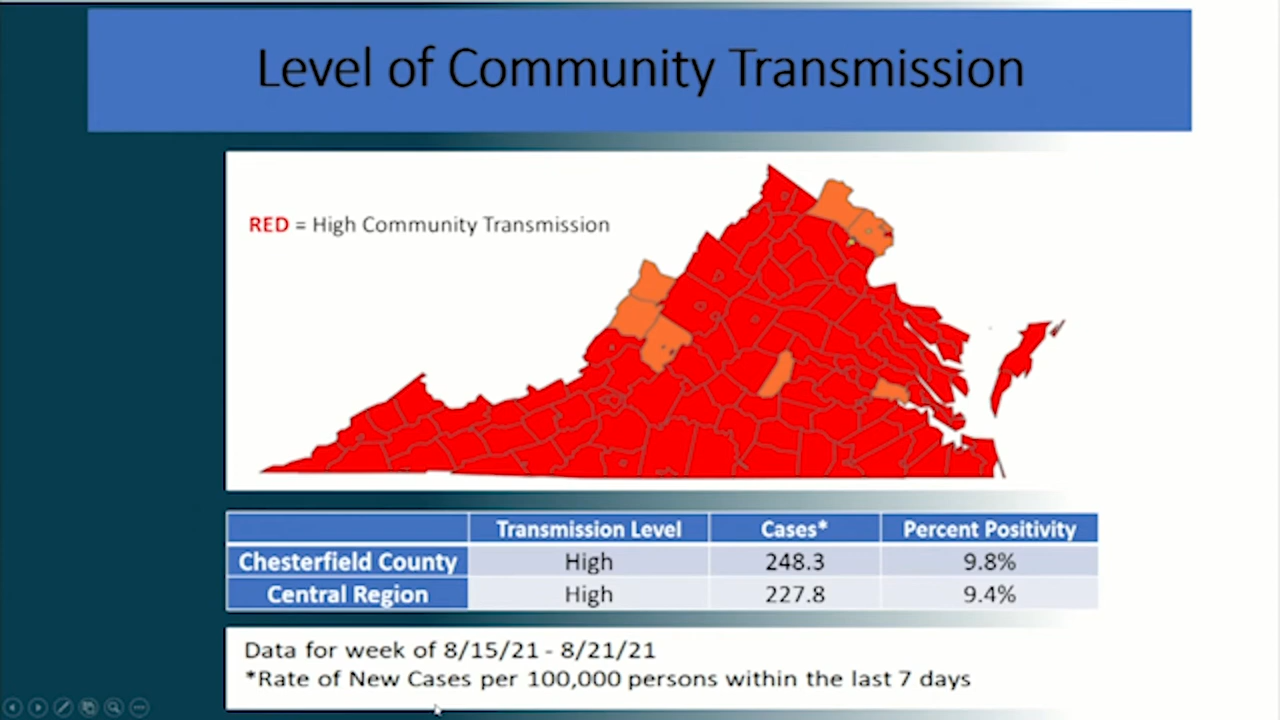 Level of Community Transmission
RED = High Community Transmission
Transmission Level Cases* Percent Positivity
Chesterfield County High 248.3 9.8%
Central Region High 227.8 9.4%
Data for week of 8/15/21 - 8/21/21
*Rate of New Cases per 100,000 persons within the last 7 days